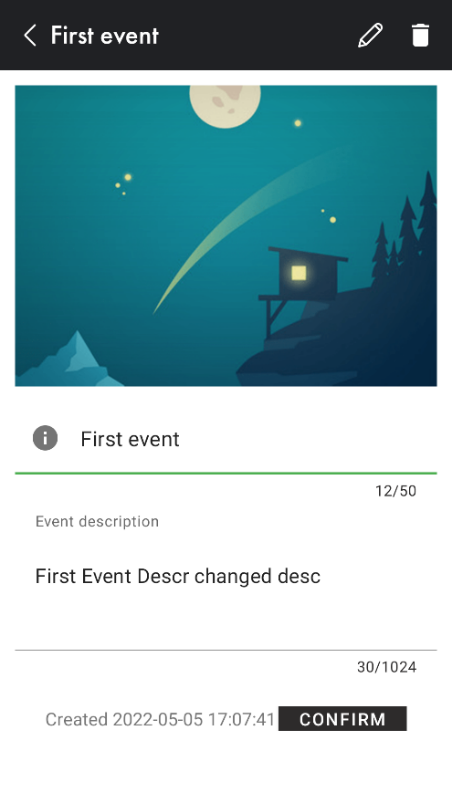 First event
First event
12/50
Event description
First Event Descr changed desc
30/1024
Created 2022-05-05 17:07:41 CONFIRM